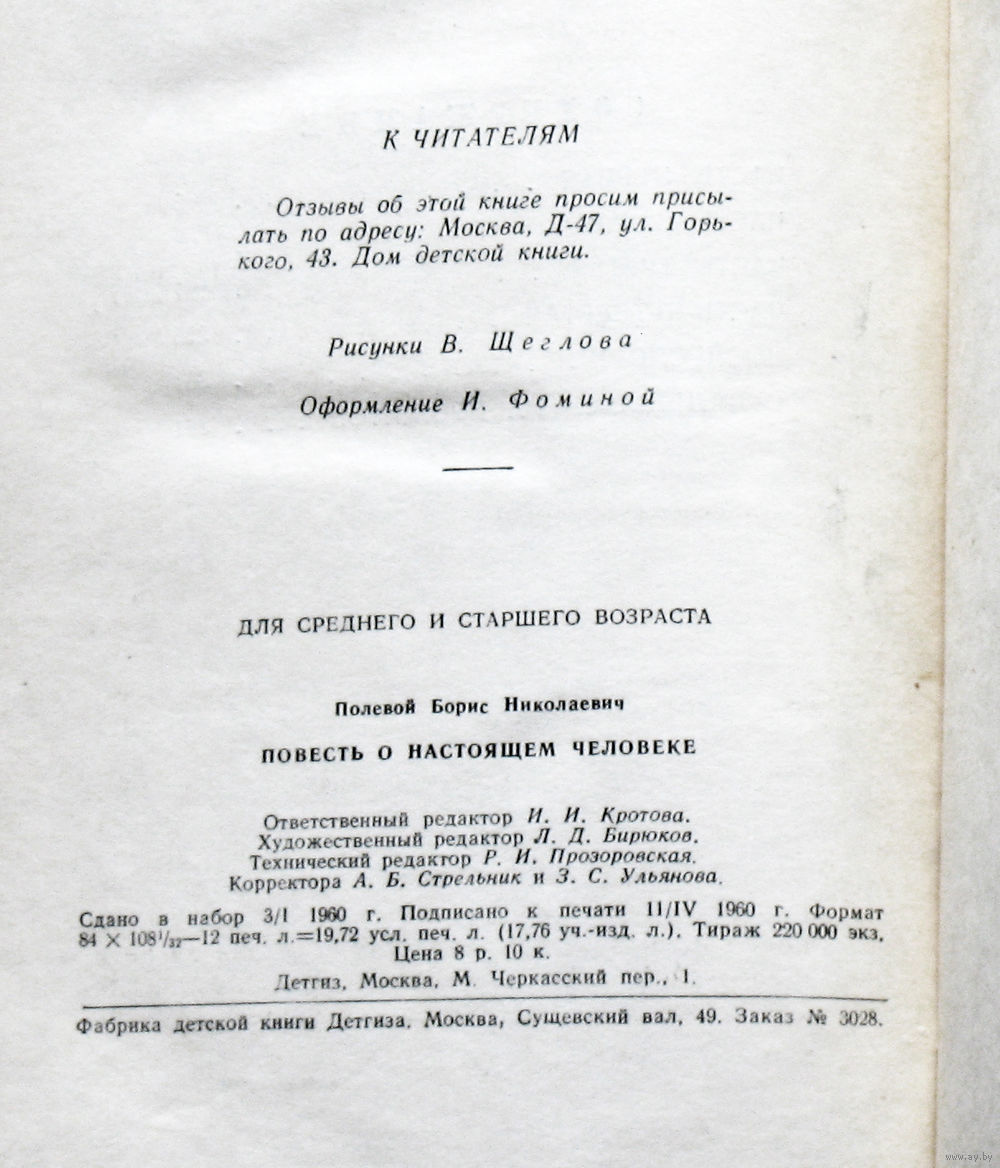 К ЧИТАТЕЛЯМ
Отзывы об этой книге просим присы-
лать по адресу: Москва, Д-47, ул. Горь-
кого, 43. Дом детской книги.
Рисунки В. Щеглова
Оформление И. Фоминой
ДЛЯ СРЕДНЕГО И СТАРШЕГО ВОЗРАСТА
Полевой Борис Николаевич
ПОВЕСТЬ О НАСТОЯЩЕМ ЧЕЛОВЕКЕ
Ответственный редактор И. И. Кротова.
Художественный редактор Л. Д. Бирюков.
Технический редактор Р. И. Прозоровская.
Корректора А. Б. Стрельник и З. С. Ульянова.
Сдано в набор 3/I 1960 г. Подписано к печати 11/IV 1960 г. Формат
84 × 108¹/₃₂—12 печ. л.=19,72 усл. печ. л. (17,76 уч.-изд. л.). Тираж 220 000 экз.
Цена 8 р. 10 к.
Детгиз, Москва, М. Черкасский пер., 1.
Фабрика детской книги Детгиза. Москва, Сущевский вал, 49. Заказ № 3028.
www.ay.by